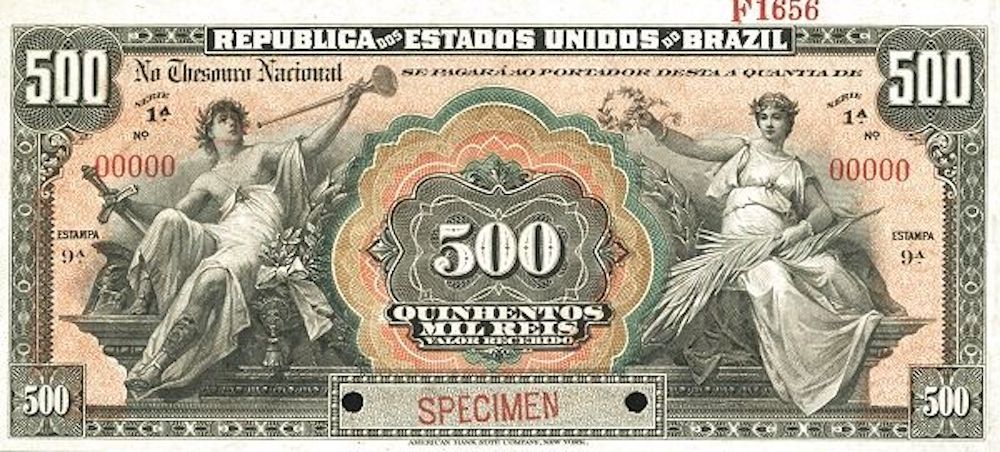 F1656
REPUBLICA DOS ESTADOS UNIDOS DO BRAZIL
500
500
No Thesouro Nacional
SE PAGARÁ AO PORTADOR DESTA A QUANTIA DE
SERIE
1ª
Nº
00000
SERIE
1ª
Nº
00000
ESTAMPA
9ª
ESTAMPA
9ª
500
QUINHENTOS
MIL REIS
VALOR RECEBIDO
500
500
SPECIMEN
AMERICAN BANK NOTE COMPANY, NEW YORK.